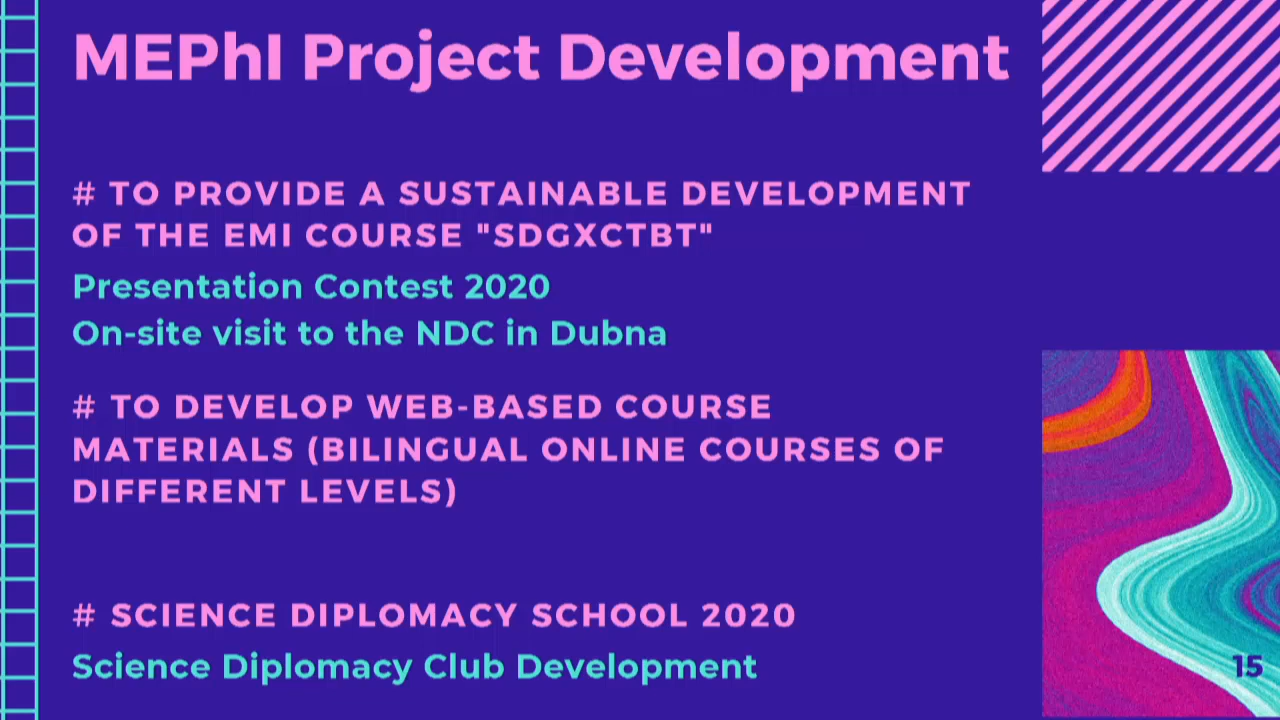 MEPhI Project Development
# TO PROVIDE A SUSTAINABLE DEVELOPMENT
OF THE EMI COURSE "SDGXCTBT"
Presentation Contest 2020
On-site visit to the NDC in Dubna
# TO DEVELOP WEB-BASED COURSE
MATERIALS (BILINGUAL ONLINE COURSES OF
DIFFERENT LEVELS)
# SCIENCE DIPLOMACY SCHOOL 2020
Science Diplomacy Club Development
15